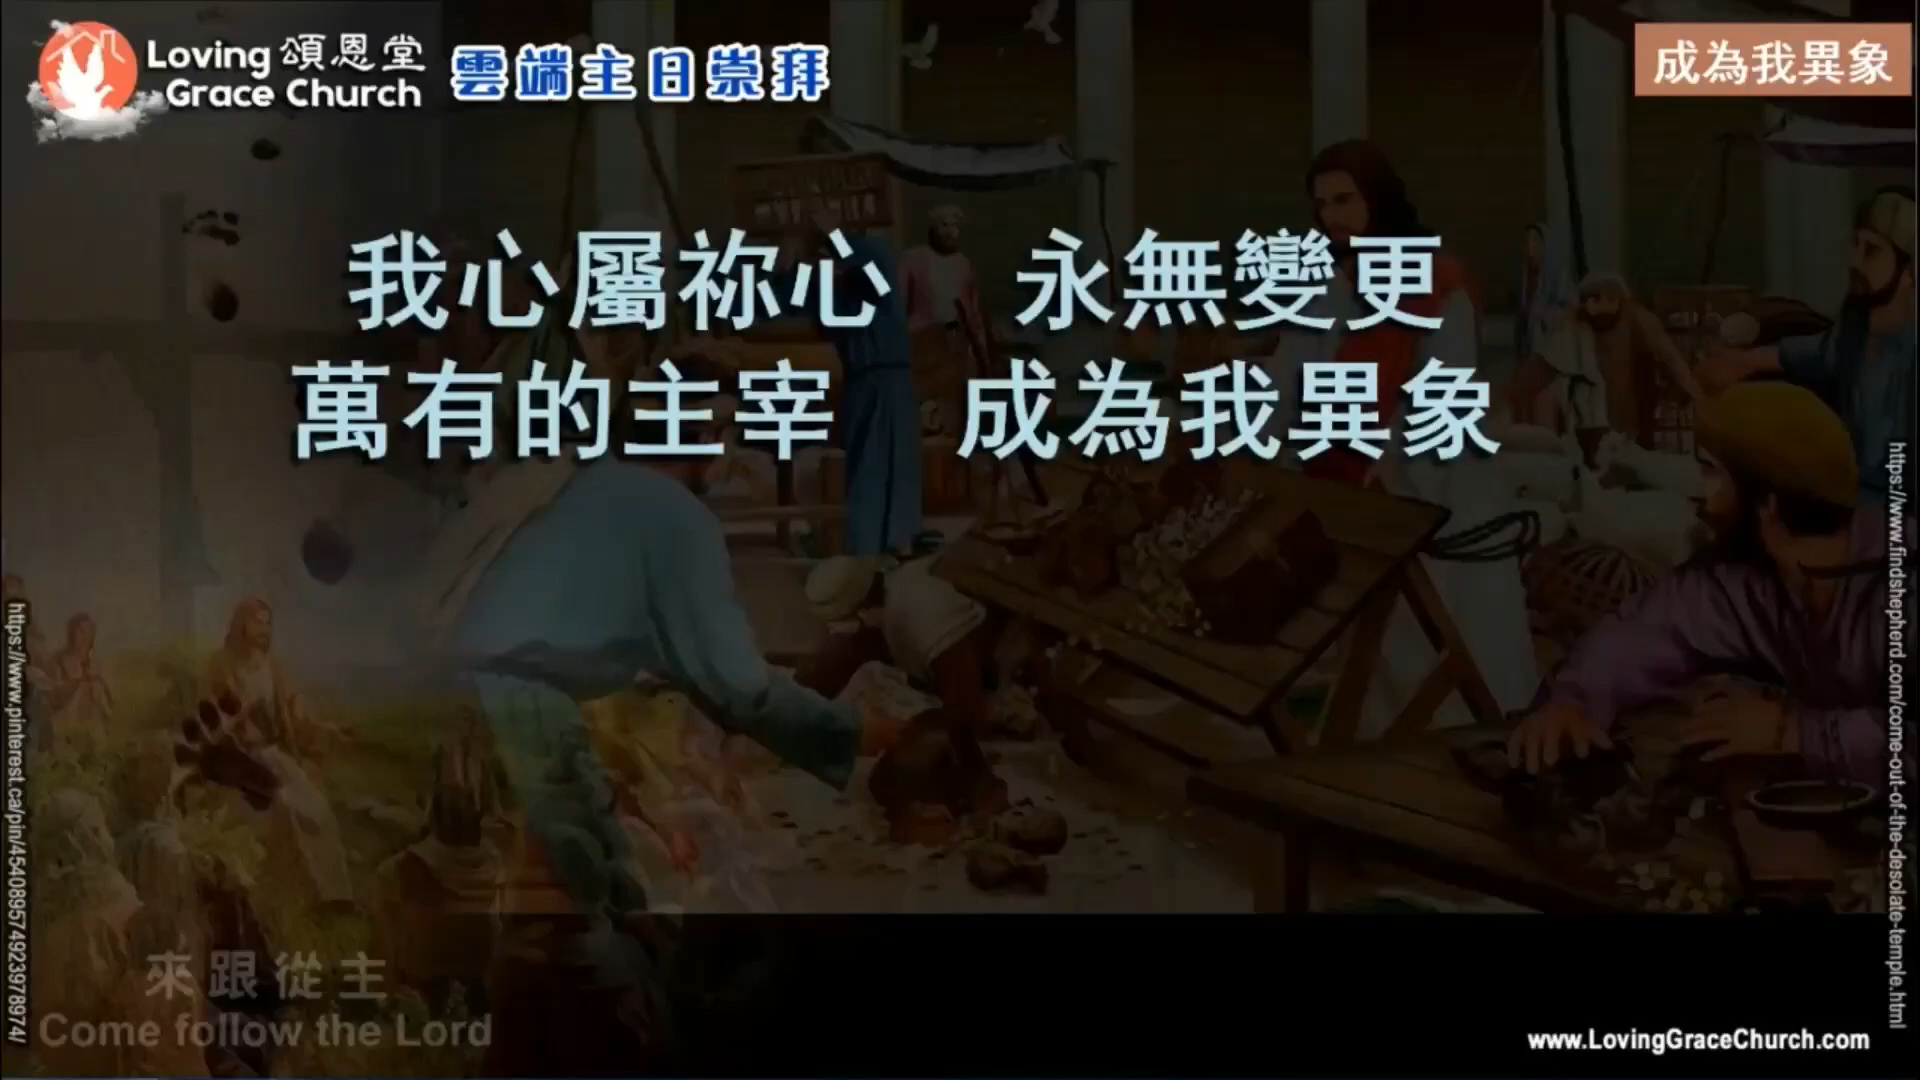 Loving 頌恩堂
Grace Church
雲端主日崇拜
成為我異象
我心屬祢心 永無變更
萬有的主宰 成為我異象
https://www.pinterest.ca/pin/454089574923978974/
https://www.findshepherd.com/come-out-of-the-desolate-temple.html
來跟從主
Come follow the Lord
www.LovingGraceChurch.com